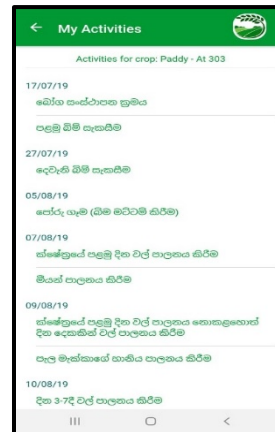 My Activities
Activities for crop: Paddy - At 303
17/07/19
බෝග සංස්ථාපන ක්‍රමය
පළමු බිම් සැකසීම
27/07/19
දෙවැනි බිම් සැකසීම
05/08/19
පෝරු ගෑම (බිම මට්ටම් කිරීම)
07/08/19
ක්ෂේත්‍රයේ පළමු දින වල් පාලනය කිරීම
මීයන් පාලනය කිරීම
09/08/19
ක්ෂේත්‍රයේ පළමු දින වල් පාලනය නොකළහොත්
දින දෙකකින් වල් පාලනය කිරීම
පැල මැක්කාගේ හානිය පාලනය කිරීම
10/08/19
දින 3-7දී වල් පාලනය කිරීම